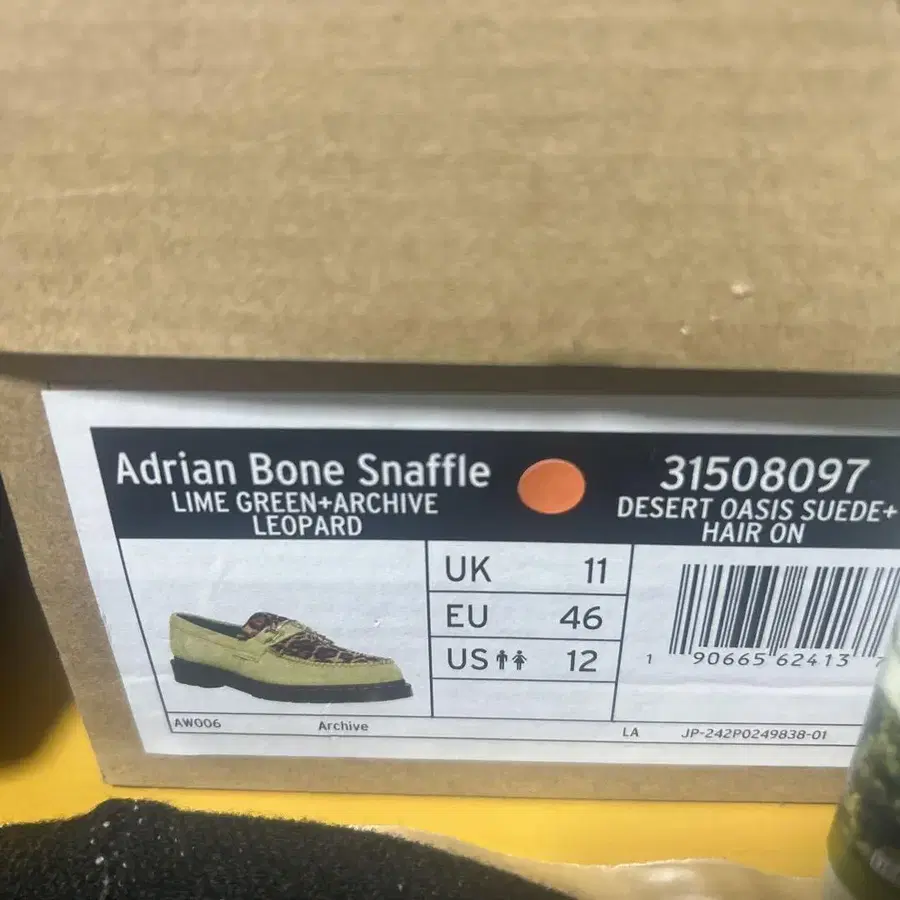 Adrian Bone Snaffle
LIME GREEN+ARCHIVE
LEOPARD
31508097
DESERT OASIS SUEDE+
HAIR ON
UK 11
EU 46
US 12
1 90665 62413 7
AW006 Archive
LA JP-242P0249838-01